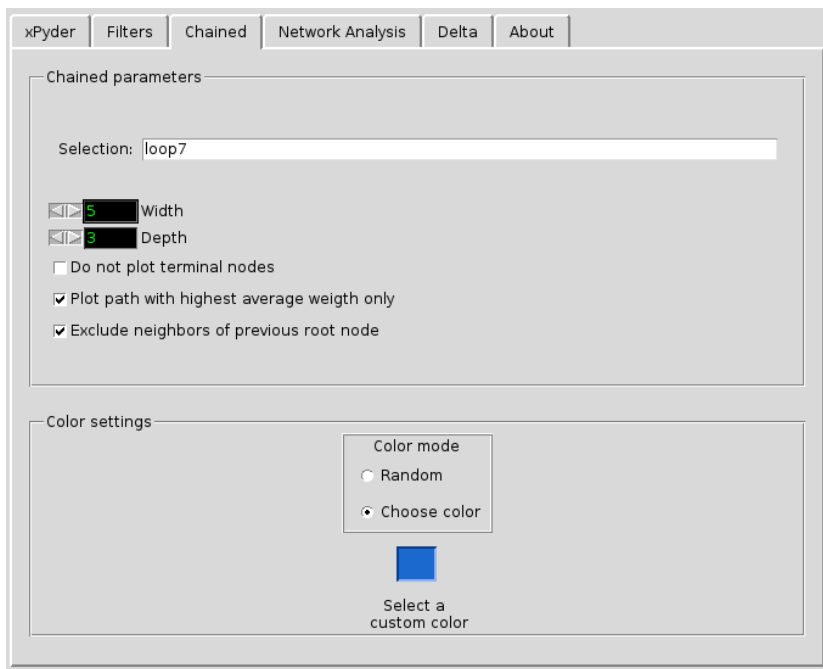 xPyder Filters Chained Network Analysis Delta About
Chained parameters
Selection: loop7
5 Width
3 Depth
Do not plot terminal nodes
Plot path with highest average weigth only
Exclude neighbors of previous root node
Color settings
Color mode
Random
Choose color
Select a
custom color